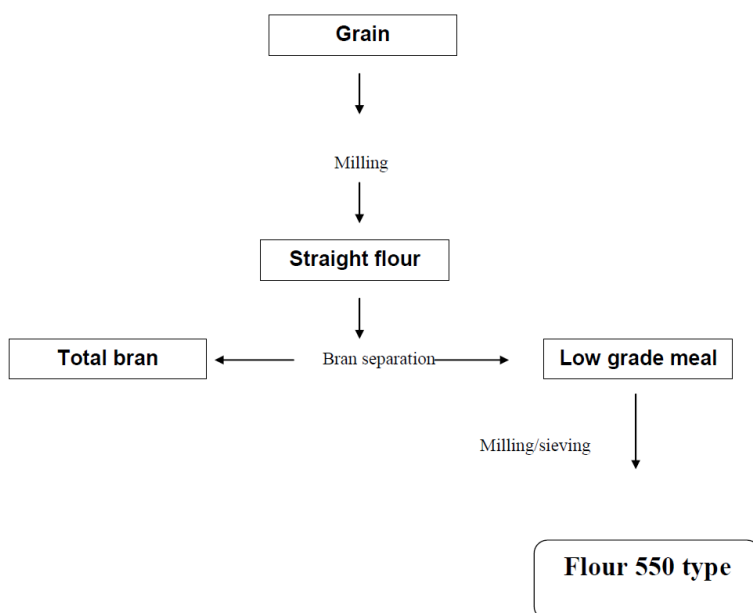 Grain
Milling
Straight flour
Total bran
Bran separation
Low grade meal
Milling/sieving
Flour 550 type